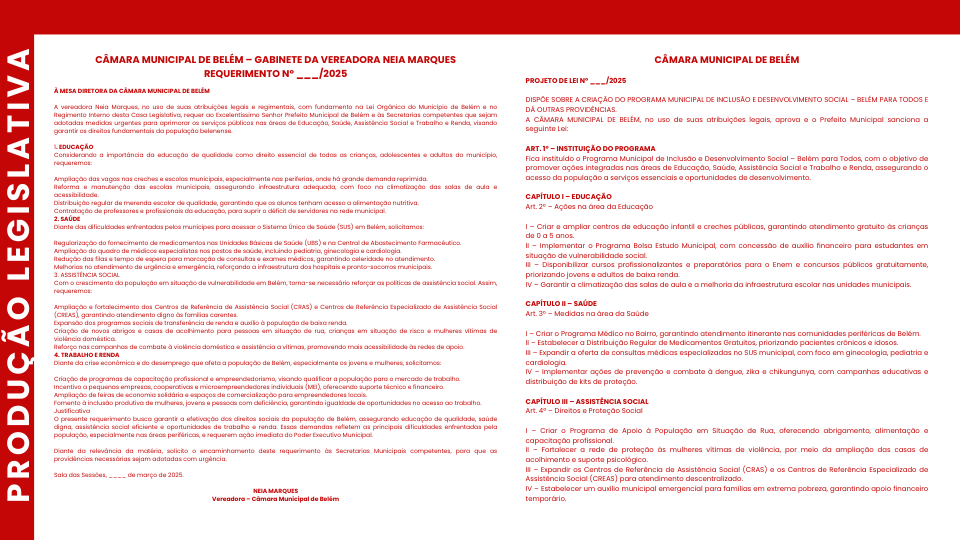 PRODUÇÃO LEGISLATIVA
CÂMARA MUNICIPAL DE BELÉM – GABINETE DA VEREADORA NEIA MARQUES
REQUERIMENTO Nº ___/2025
À MESA DIRETORA DA CÂMARA MUNICIPAL DE BELÉM
A vereadora Neia Marques, no uso de suas atribuições legais e regimentais, com fundamento na Lei Orgânica do Município de Belém e no
Regimento Interno desta Casa Legislativa, requer ao Excelentíssimo Senhor Prefeito Municipal de Belém e às Secretarias competentes que sejam
adotadas medidas urgentes para aprimorar os serviços públicos nas áreas de Educação, Saúde, Assistência Social e Trabalho e Renda, visando
garantir os direitos fundamentais da população belenense.
1. EDUCAÇÃO
Considerando a importância da educação de qualidade como direito essencial de todas as crianças, adolescentes e adultos do município,
requeremos:
Ampliação das vagas nas creches e escolas municipais, especialmente nas periferias, onde há grande demanda reprimida.
Reforma e manutenção das escolas municipais, assegurando infraestrutura adequada, com foco na climatização das salas de aula e
acessibilidade.
Distribuição regular de merenda escolar de qualidade, garantindo que os alunos tenham acesso a alimentação nutritiva.
Contratação de professores e profissionais da educação, para suprir o déficit de servidores na rede municipal.
2. SAÚDE
Diante das dificuldades enfrentadas pelos munícipes para acessar o Sistema Único de Saúde (SUS) em Belém, solicitamos:
Regularização do fornecimento de medicamentos nas Unidades Básicas de Saúde (UBS) e na Central de Abastecimento Farmacêutico.
Ampliação do quadro de médicos especialistas nos postos de saúde, incluindo pediatria, ginecologia e cardiologia.
Redução das filas e tempo de espera para marcação de consultas e exames médicos, garantindo celeridade no atendimento.
Melhorias no atendimento de urgência e emergência, reforçando a infraestrutura dos hospitais e pronto-socorros municipais.
3. ASSISTÊNCIA SOCIAL
Com o crescimento da população em situação de vulnerabilidade em Belém, torna-se necessário reforçar as políticas de assistência social. Assim,
requeremos:
Ampliação e fortalecimento dos Centros de Referência de Assistência Social (CRAS) e Centros de Referência Especializado de Assistência Social
(CREAS), garantindo atendimento digno às famílias carentes.
Expansão dos programas sociais de transferência de renda e auxílio à população de baixa renda.
Criação de novos abrigos e casas de acolhimento para pessoas em situação de rua, crianças em situação de risco e mulheres vítimas de
violência doméstica.
Reforço nas campanhas de combate à violência doméstica e assistência a vítimas, promovendo mais acessibilidade às redes de apoio.
4. TRABALHO E RENDA
Diante da crise econômica e do desemprego que afeta a população de Belém, especialmente os jovens e mulheres, solicitamos:
Criação de programas de capacitação profissional e empreendedorismo, visando qualificar a população para o mercado de trabalho.
Incentivo a pequenas empresas, cooperativas e microempreendedores individuais (MEI), oferecendo suporte técnico e financeiro.
Ampliação de feiras de economia solidária e espaços de comercialização para empreendedores locais.
Fomento à inclusão produtiva de mulheres, jovens e pessoas com deficiência, garantindo igualdade de oportunidades no acesso ao trabalho.
Justificativa
O presente requerimento busca garantir a efetivação dos direitos sociais da população de Belém, assegurando educação de qualidade, saúde
digna, assistência social eficiente e oportunidades de trabalho e renda. Essas demandas refletem as principais dificuldades enfrentadas pela
população, especialmente nas áreas periféricas, e requerem ação imediata do Poder Executivo Municipal.
Diante da relevância da matéria, solicito o encaminhamento deste requerimento às Secretarias Municipais competentes, para que as
providências necessárias sejam adotadas com urgência.
Sala das Sessões, ____ de março de 2025.
NEIA MARQUES
Vereadora – Câmara Municipal de Belém
CÂMARA MUNICIPAL DE BELÉM
PROJETO DE LEI Nº ___/2025
DISPÕE SOBRE A CRIAÇÃO DO PROGRAMA MUNICIPAL DE INCLUSÃO E DESENVOLVIMENTO SOCIAL – BELÉM PARA TODOS E
DÁ OUTRAS PROVIDÊNCIAS.
A CÂMARA MUNICIPAL DE BELÉM, no uso de suas atribuições legais, aprova e o Prefeito Municipal sanciona a
seguinte Lei:
ART. 1º – INSTITUIÇÃO DO PROGRAMA
Fica instituído o Programa Municipal de Inclusão e Desenvolvimento Social – Belém para Todos, com o objetivo de
promover ações integradas nas áreas de Educação, Saúde, Assistência Social e Trabalho e Renda, assegurando o
acesso da população a serviços essenciais e oportunidades de desenvolvimento.
CAPÍTULO I – EDUCAÇÃO
Art. 2º – Ações na área da Educação
I – Criar e ampliar centros de educação infantil e creches públicas, garantindo atendimento gratuito às crianças
de 0 a 5 anos.
II – Implementar o Programa Bolsa Estudo Municipal, com concessão de auxílio financeiro para estudantes em
situação de vulnerabilidade social.
III – Disponibilizar cursos profissionalizantes e preparatórios para o Enem e concursos públicos gratuitamente,
priorizando jovens e adultos de baixa renda.
IV – Garantir a climatização das salas de aula e a melhoria da infraestrutura escolar nas unidades municipais.
CAPÍTULO II – SAÚDE
Art. 3º – Medidas na área da Saúde
I – Criar o Programa Médico no Bairro, garantindo atendimento itinerante nas comunidades periféricas de Belém.
II – Estabelecer a Distribuição Regular de Medicamentos Gratuitos, priorizando pacientes crônicos e idosos.
III – Expandir a oferta de consultas médicas especializadas no SUS municipal, com foco em ginecologia, pediatria e
cardiologia.
IV – Implementar ações de prevenção e combate à dengue, zika e chikungunya, com campanhas educativas e
distribuição de kits de proteção.
CAPÍTULO III – ASSISTÊNCIA SOCIAL
Art. 4º – Direitos e Proteção Social
I – Criar o Programa de Apoio à População em Situação de Rua, oferecendo abrigamento, alimentação e
capacitação profissional.
II – Fortalecer a rede de proteção às mulheres vítimas de violência, por meio da ampliação das casas de
acolhimento e suporte psicológico.
III – Expandir os Centros de Referência de Assistência Social (CRAS) e os Centros de Referência Especializado de
Assistência Social (CREAS) para atendimento descentralizado.
IV – Estabelecer um auxílio municipal emergencial para famílias em extrema pobreza, garantindo apoio financeiro
temporário.